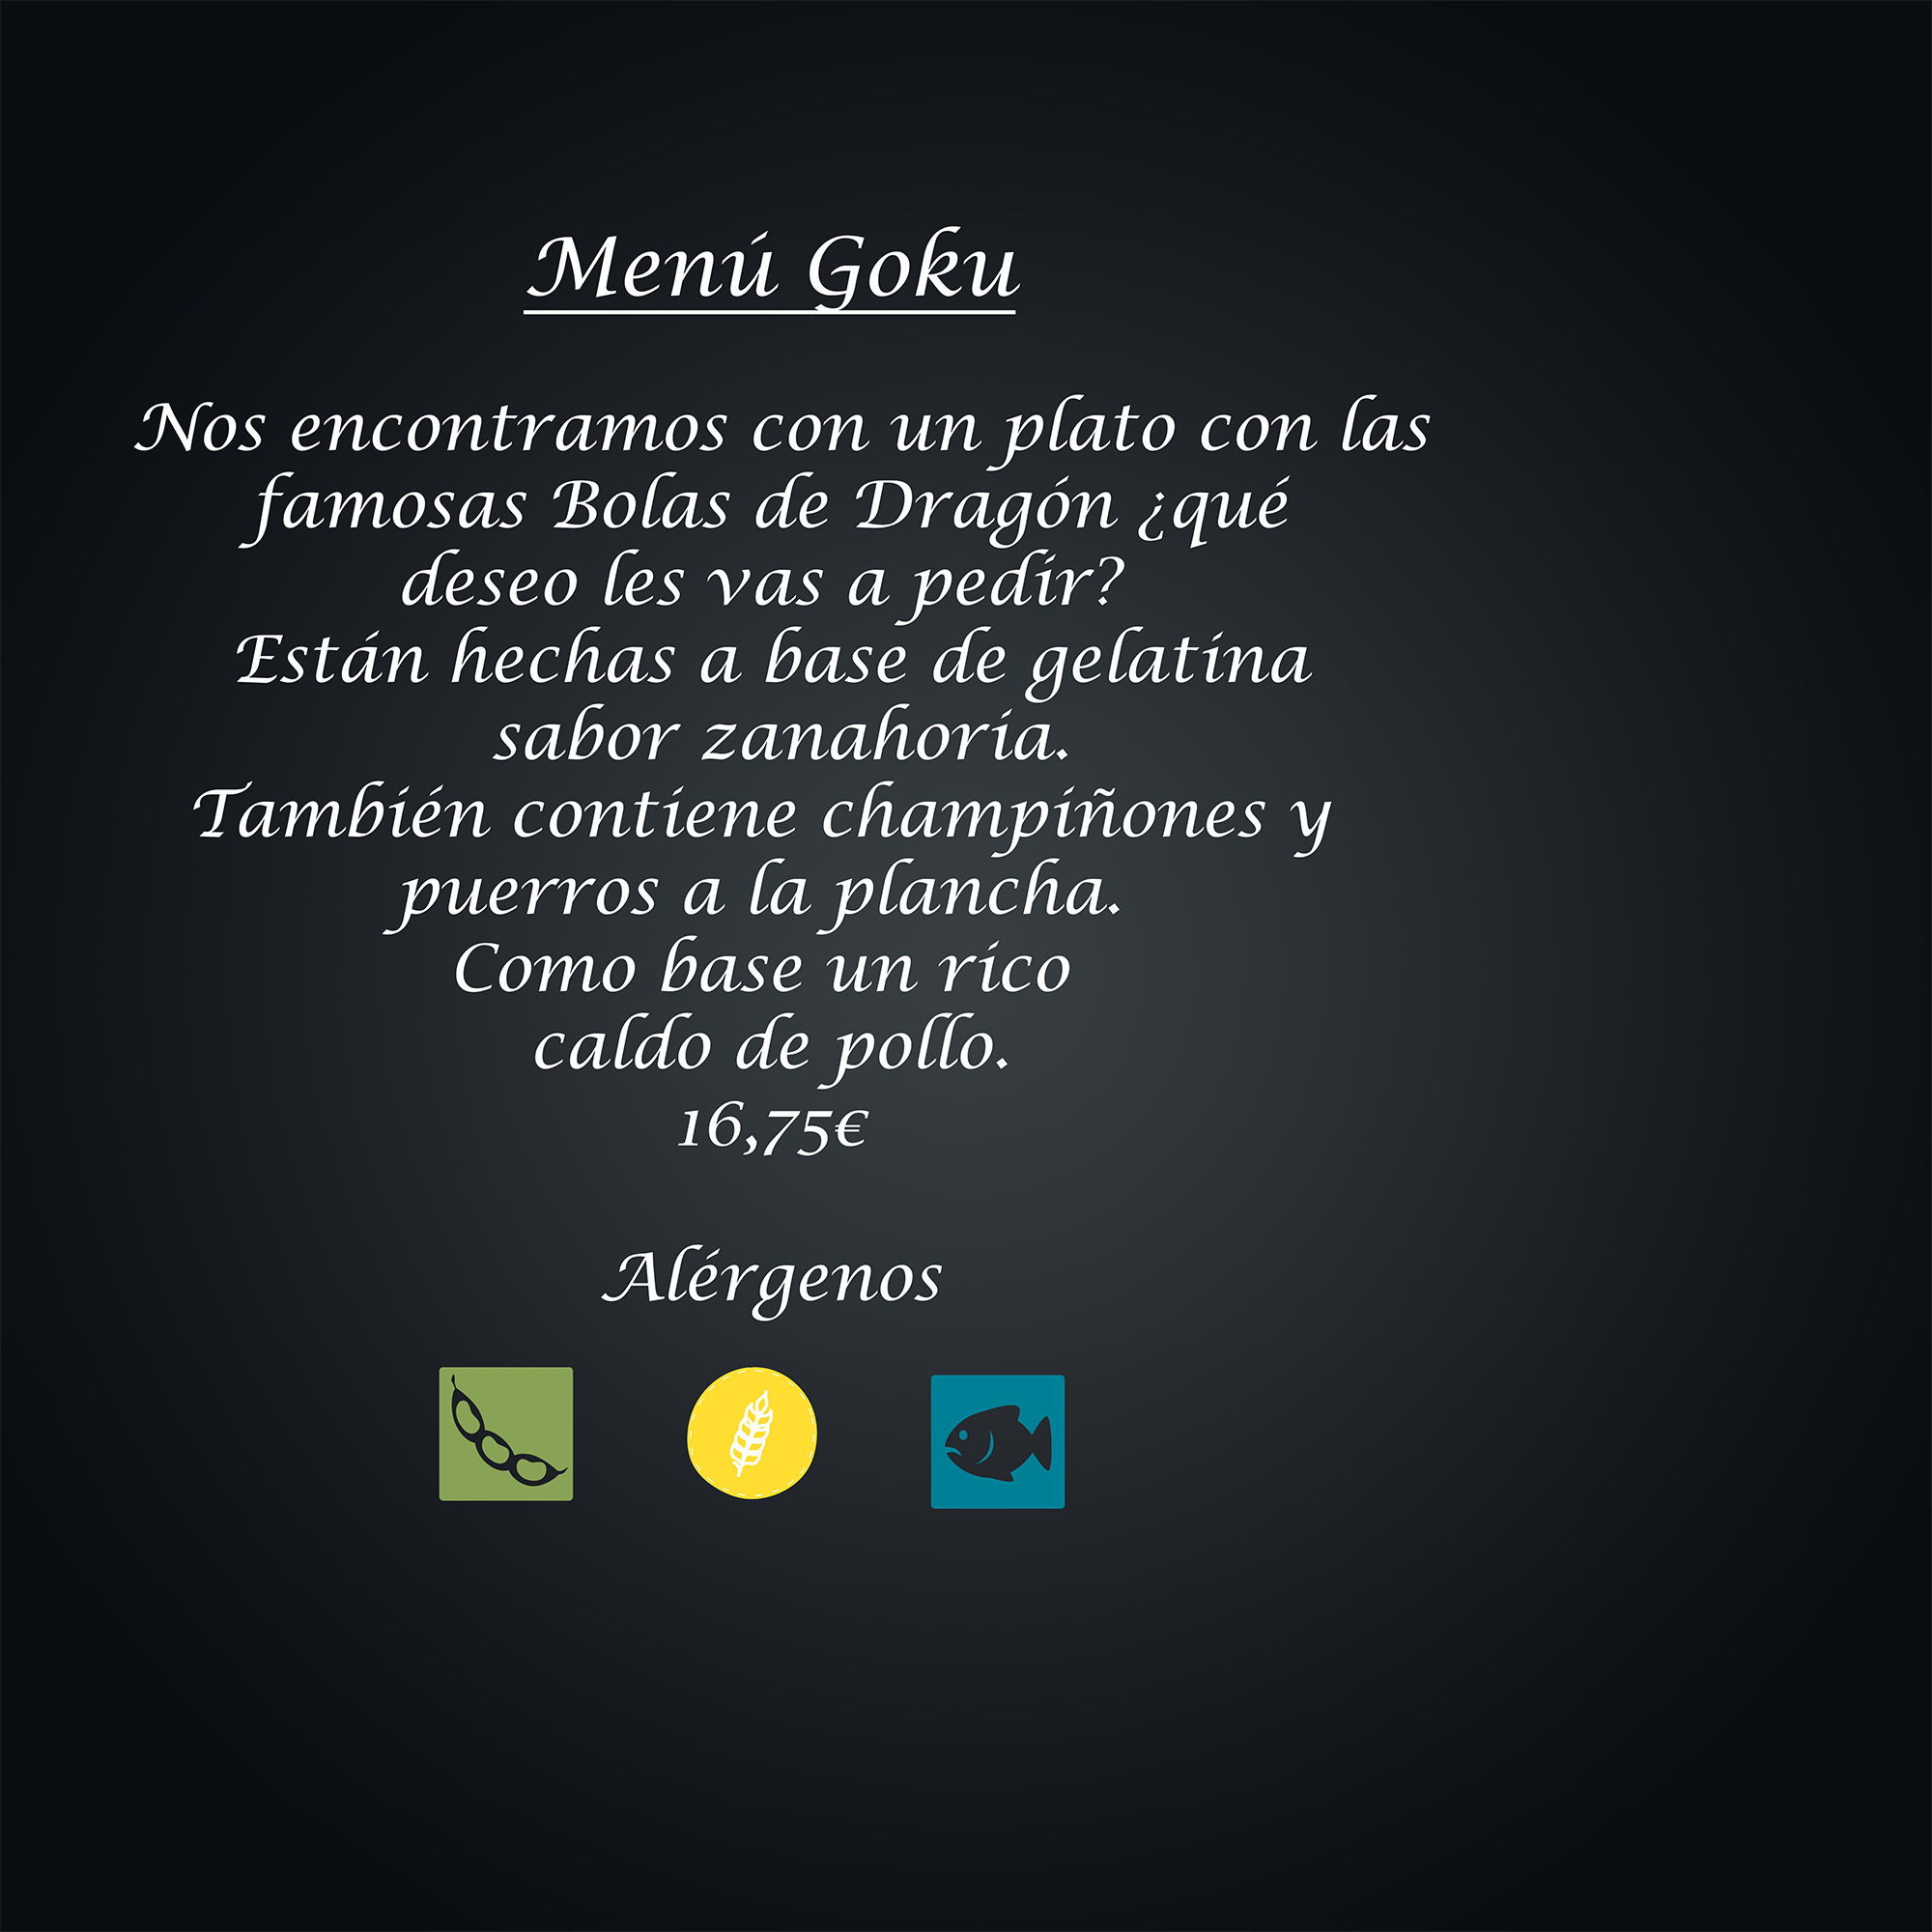 Menú Goku
Nos encontramos con un plato con las
famosas Bolas de Dragón ¿qué
deseo les vas a pedir?
Están hechas a base de gelatina
sabor zanahoria.
También contiene champiñones y
puerros a la plancha.
Como base un rico
caldo de pollo.
16,75€
Alérgenos